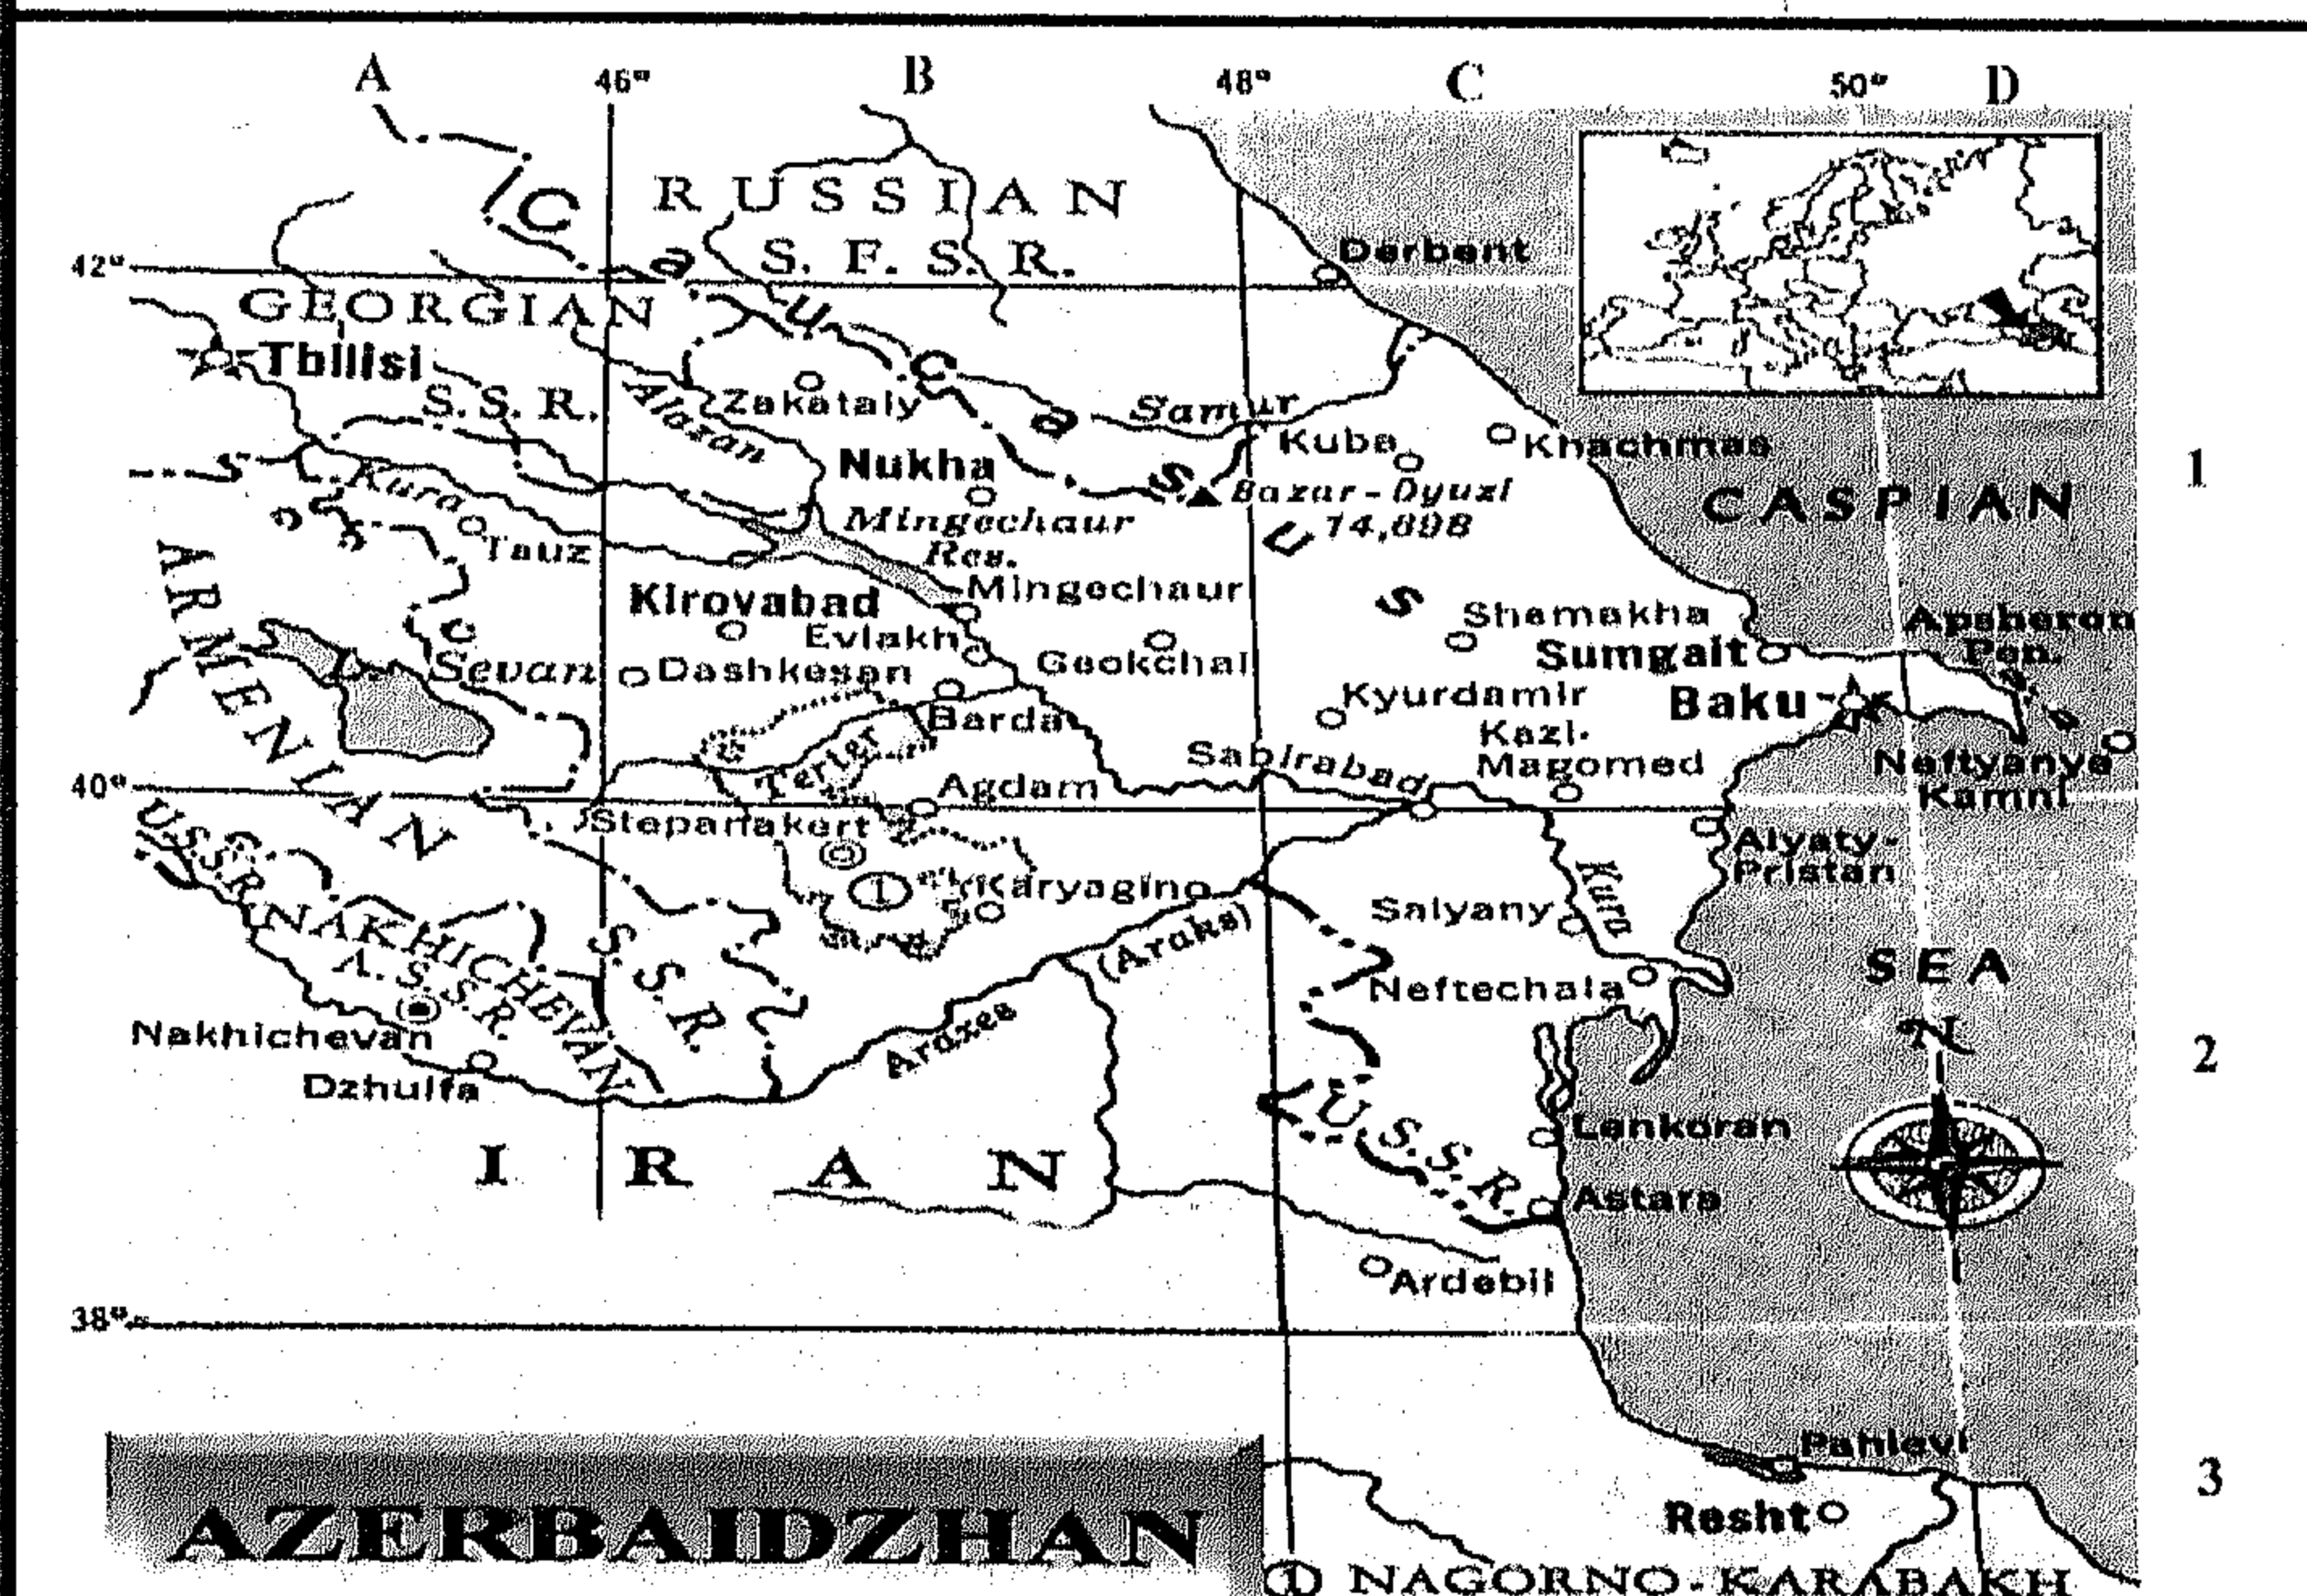 A 46° B 48° C 50° D
RUSSIAN
S. F. S. R.
Caucasus
42°
Derbent
GEORGIAN
S. S. R.
Tbilisi
Alazan
Zakataly
Samur
Kuba
Khachmas
1
Nukha
Bazar-Dyuzi
14,698
CASPIAN
SEA
Kura
Tauz
Mingechaur
Res.
Mingechaur
Kirovabad
Evlakh
Geokchai
Shemakha
Sumgait
Apsheron
Pen.
ARMENIAN
S. S. R.
Sevan
Dashkesan
Barda
Kyurdamir
Baku
Kazi-
Magomed
Neftyanye
Kamni
Terter
Sabirabad
40°
Agdam
Stepanakert
Alyaty-
Pristan
U.S.S.R.
1
Karyagino
(Araks)
Salyany
Kura
NAKHICHEVAN
A. S. S. R.
Neftechala
Nakhichevan
Araxes
N
2
Dzhulfa
U. S. S. R.
Lenkoran
IRAN
Astara
Ardebil
38°
Pahlevi
3
Resht
AZERBAIDZHAN
1 NAGORNO-KARABAKH